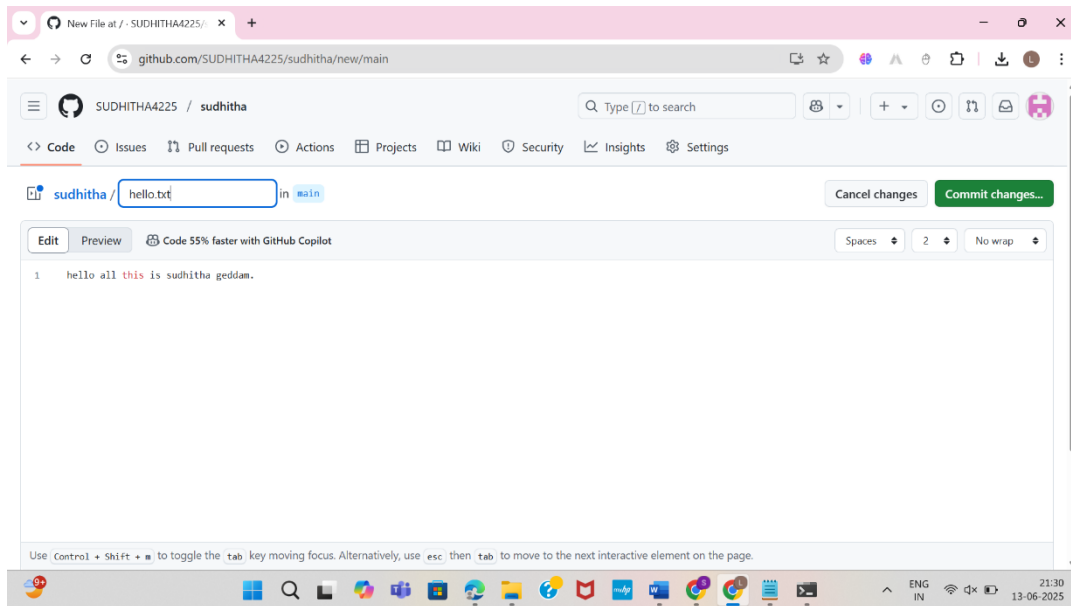 New File at / · SUDHITHA4225/
github.com/SUDHITHA4225/sudhitha/new/main
L
SUDHITHA4225 / sudhitha
Type / to search
<> Code Issues Pull requests Actions Projects Wiki Security Insights Settings
sudhitha / hello.txt in main
Cancel changes Commit changes...
Edit Preview Code 55% faster with GitHub Copilot
Spaces 2 No wrap
1 hello all this is sudhitha geddam.
Use Control + Shift + m to toggle the tab key moving focus. Alternatively, use esc then tab to move to the next interactive element on the page.
9+
myhp
W
ENG
IN
21:30
13-06-2025